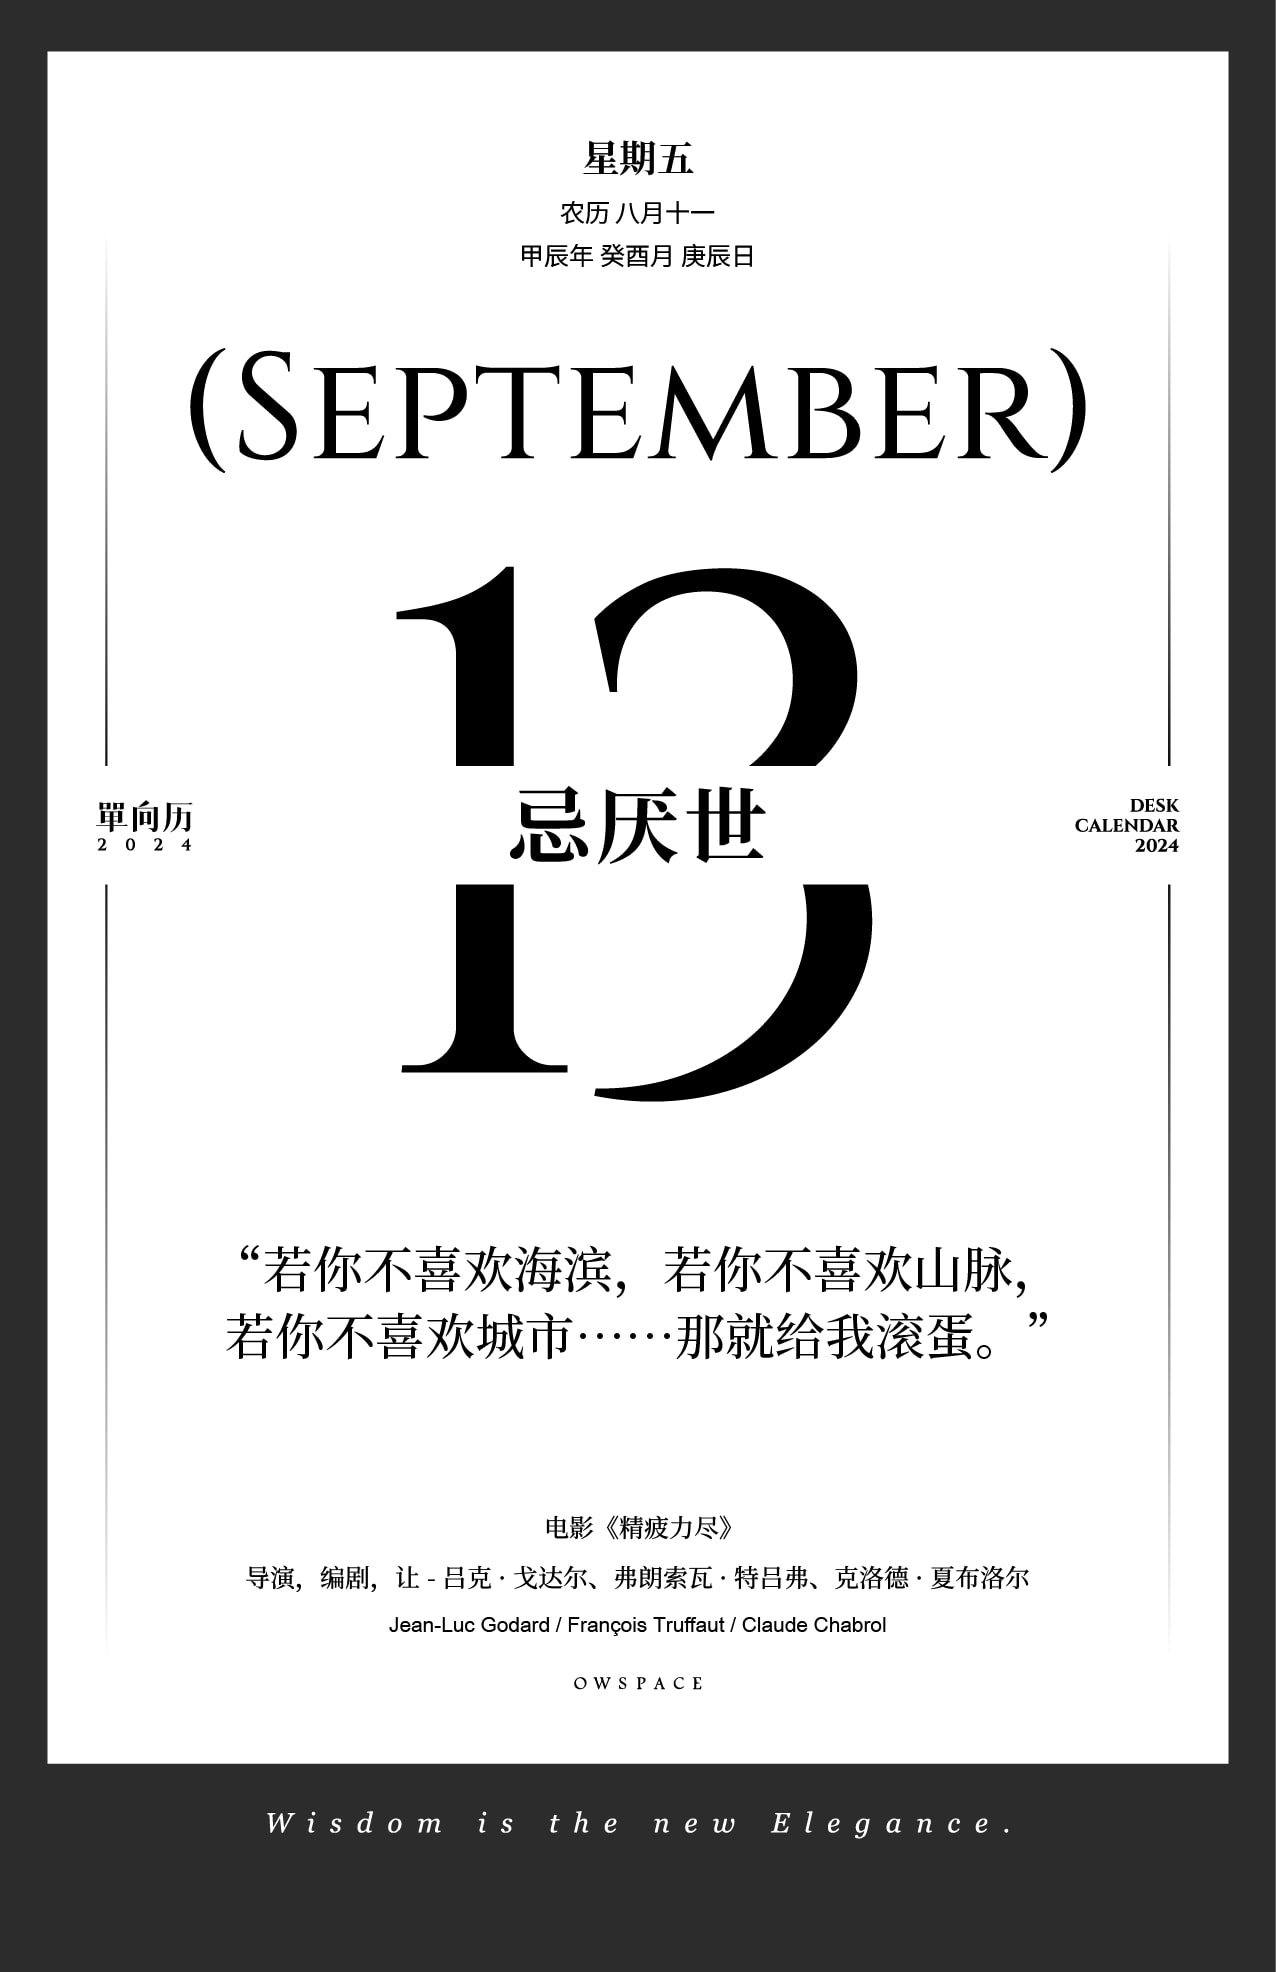 星期五
农历 八月十一
甲辰年 癸酉月 庚辰日
(SEPTEMBER)
13
單向历
2024
忌厌世
DESK
CALENDAR
2024
“若你不喜欢海滨，若你不喜欢山脉，
若你不喜欢城市……那就给我滚蛋。”
电影《精疲力尽》
导演，编剧，让 - 吕克 · 戈达尔、弗朗索瓦 · 特吕弗、克洛德 · 夏布洛尔
Jean-Luc Godard / François Truffaut / Claude Chabrol
OWSPACE
Wisdom is the new Elegance.